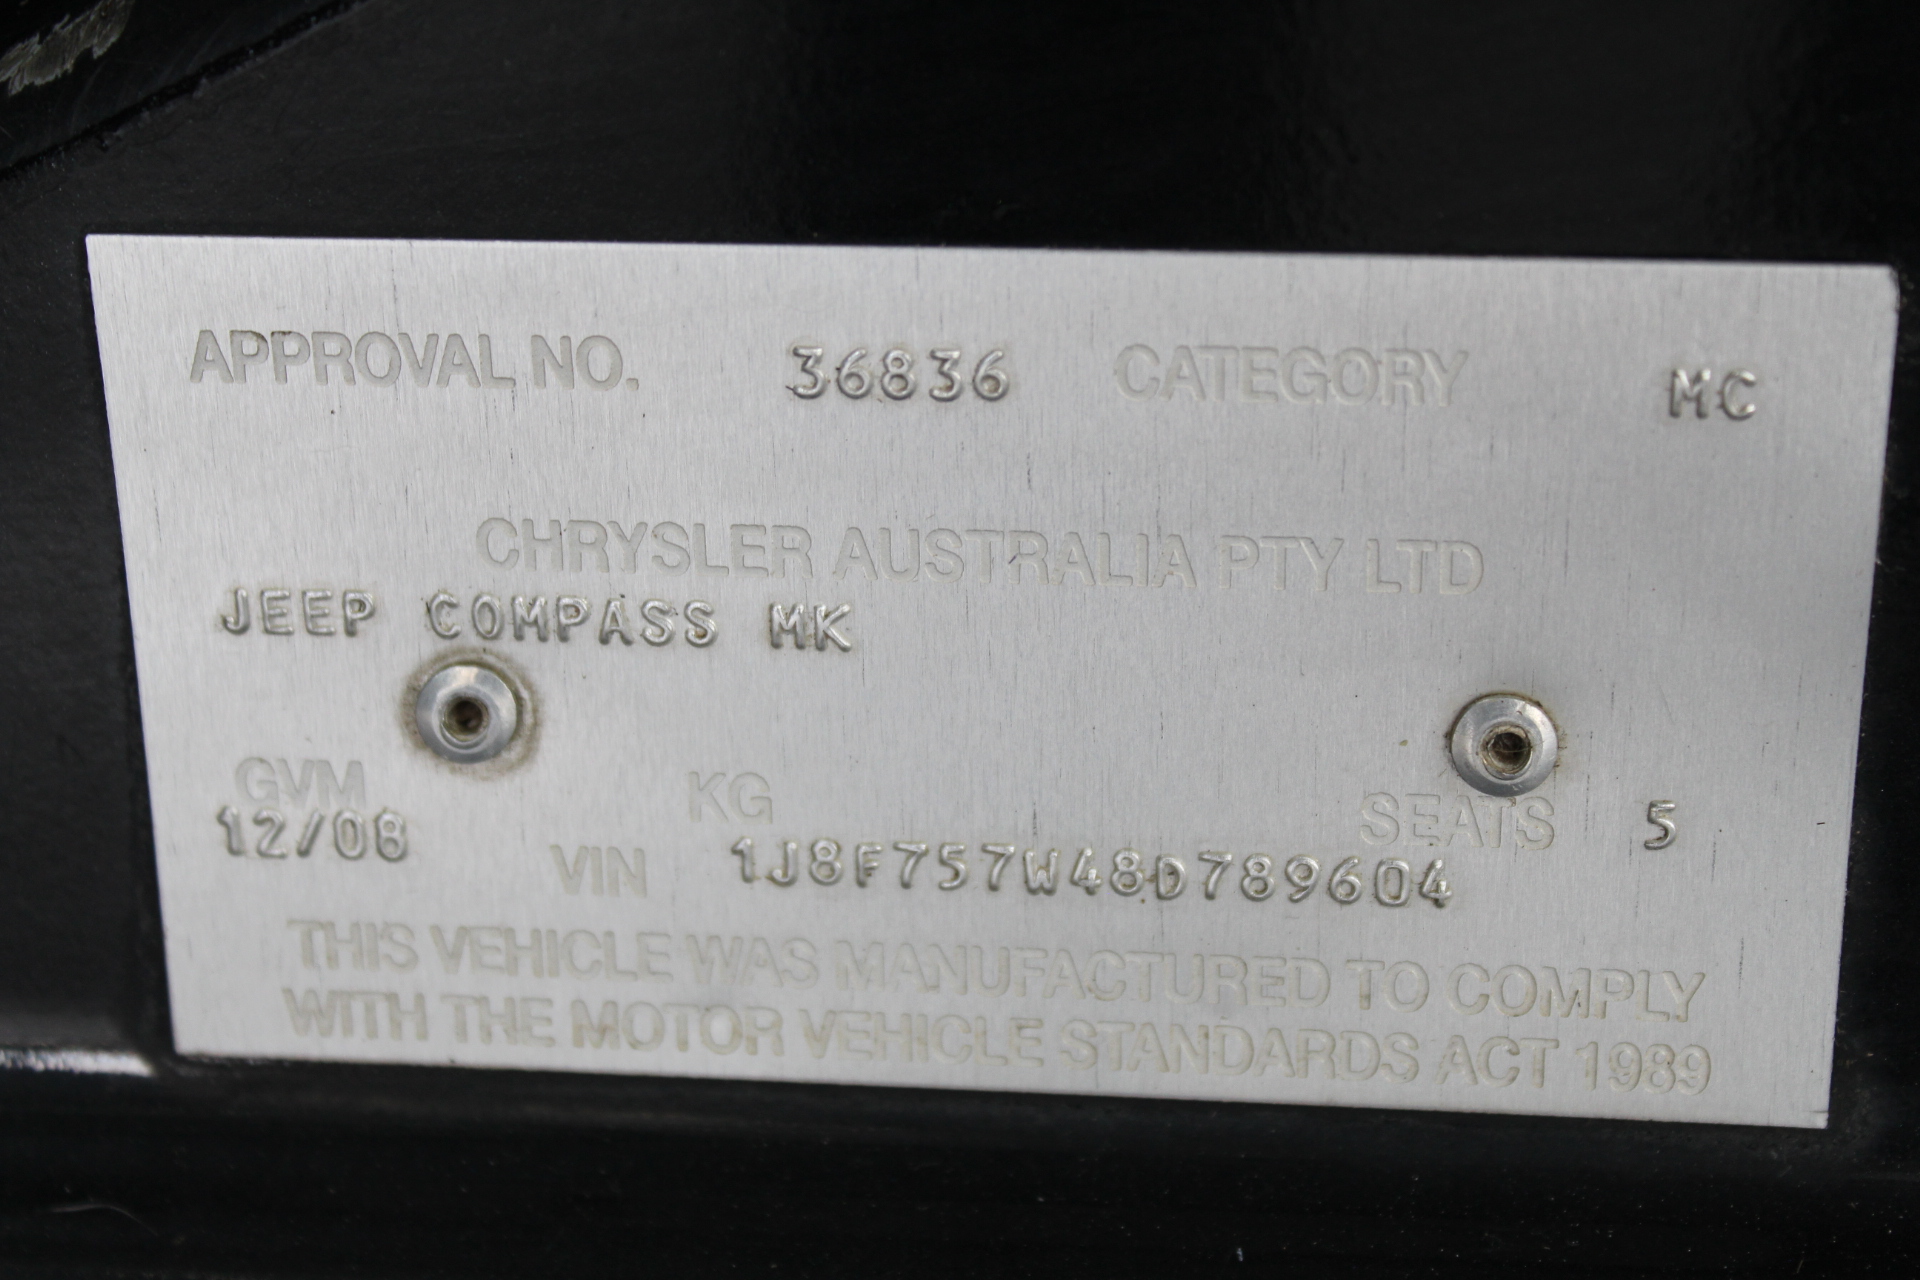 APPROVAL NO. 36836 CATEGORY MC
CHRYSLER AUSTRALIA PTY LTD
JEEP COMPASS MK
GVM KG SEATS 5
12/08 VIN 1J8F757W48D789604
THIS VEHICLE WAS MANUFACTURED TO COMPLY
WITH THE MOTOR VEHICLE STANDARDS ACT 1989